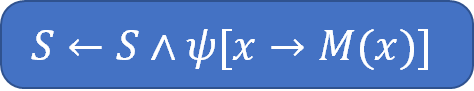 S ← S ∧ ψ[x → M(x)]